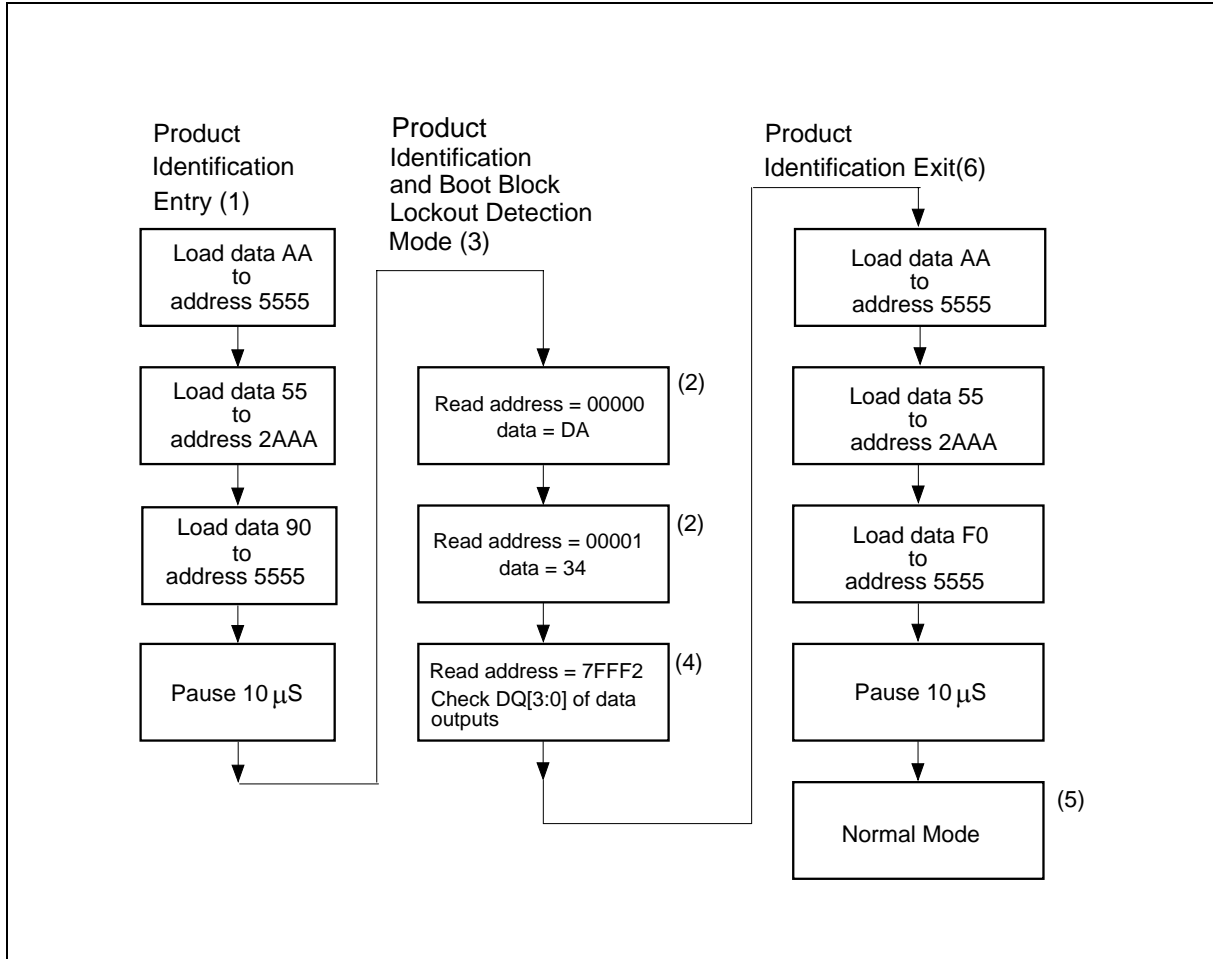 Product
Identification
Entry (1)
Load data AA
to
address 5555
Load data 55
to
address 2AAA
Load data 90
to
address 5555
Pause 10 μS
Product
Identification
and Boot Block
Lockout Detection
Mode (3)
Read address = 00000
data = DA
(2)
Read address = 00001
data = 34
(2)
Read address = 7FFF2
Check DQ[3:0] of data
outputs
(4)
Product
Identification Exit(6)
Load data AA
to
address 5555
Load data 55
to
address 2AAA
Load data F0
to
address 5555
Pause 10 μS
Normal Mode
(5)